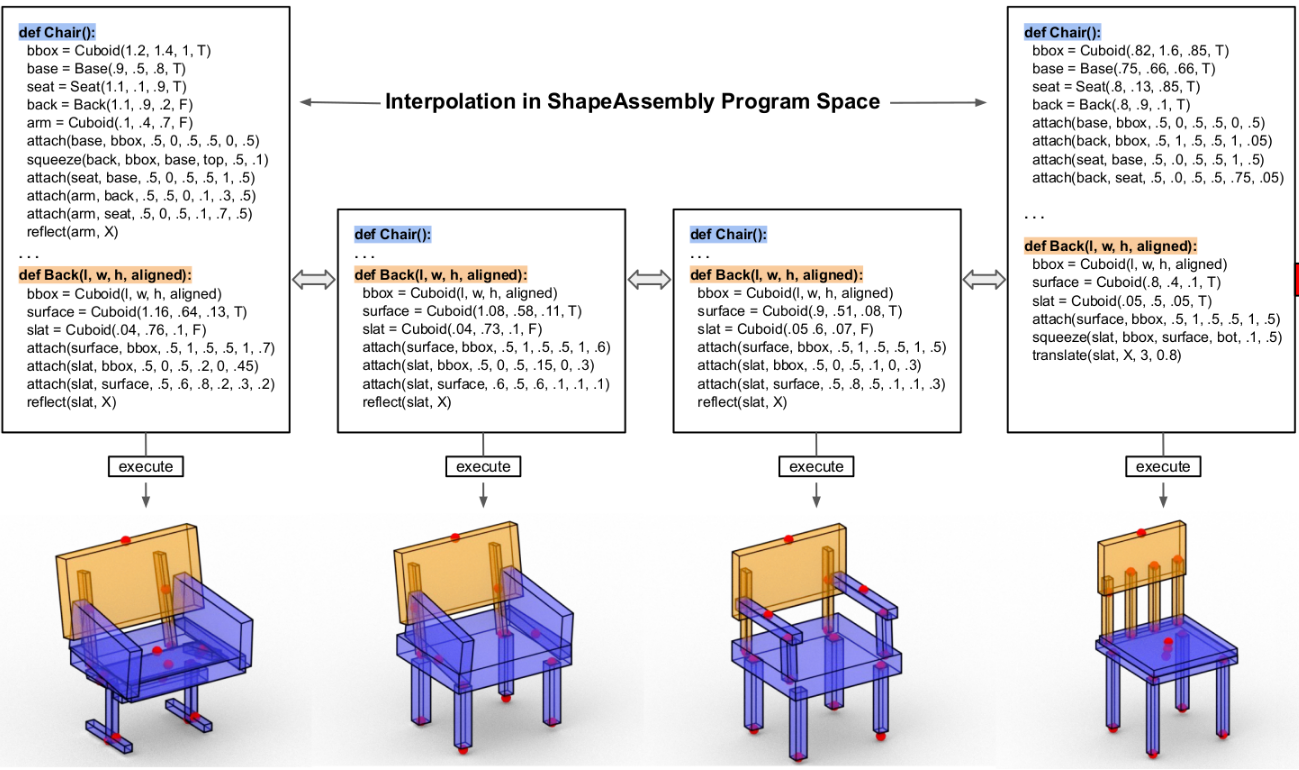 def Chair():
bbox = Cuboid(1.2, 1.4, 1, T)
base = Base(.9, .5, .8, T)
seat = Seat(1.1, .1, .9, T)
back = Back(1.1, .9, .2, F)
arm = Cuboid(.1, .4, .7, F)
attach(base, bbox, .5, 0, .5, .5, 0, .5)
squeeze(back, bbox, base, top, .5, .1)
attach(seat, base, .5, 0, .5, .5, 1, .5)
attach(arm, back, .5, .5, 0, .1, .3, .5)
attach(arm, seat, .5, 0, .5, .1, .7, .5)
reflect(arm, X)
. . .
def Back(l, w, h, aligned):
bbox = Cuboid(l, w, h, aligned)
surface = Cuboid(1.16, .64, .13, T)
slat = Cuboid(.04, .76, .1, F)
attach(surface, bbox, .5, 1, .5, .5, 1, .7)
attach(slat, bbox, .5, 0, .5, .2, 0, .45)
attach(slat, surface, .5, .6, .8, .2, .3, .2)
reflect(slat, X)
execute
Interpolation in ShapeAssembly Program Space
def Chair():
. . .
def Back(l, w, h, aligned):
bbox = Cuboid(l, w, h, aligned)
surface = Cuboid(1.08, .58, .11, T)
slat = Cuboid(.04, .73, .1, F)
attach(surface, bbox, .5, 1, .5, .5, 1, .6)
attach(slat, bbox, .5, 0, .5, .15, 0, .3)
attach(slat, surface, .6, .5, .6, .1, .1, .1)
reflect(slat, X)
execute
def Chair():
. . .
def Back(l, w, h, aligned):
bbox = Cuboid(l, w, h, aligned)
surface = Cuboid(.9, .51, .08, T)
slat = Cuboid(.05 .6, .07, F)
attach(surface, bbox, .5, 1, .5, .5, 1, .5)
attach(slat, bbox, .5, 0, .5, .1, 0, .3)
attach(slat, surface, .5, .8, .5, .1, .1, .3)
reflect(slat, X)
execute
def Chair():
bbox = Cuboid(.82, 1.6, .85, T)
base = Base(.75, .66, .66, T)
seat = Seat(.8, .13, .85, T)
back = Back(.8, .9, .1, T)
attach(base, bbox, .5, 0, .5, .5, 0, .5)
attach(back, bbox, .5, 1, .5, .5, 1, .05)
attach(seat, base, .5, .0, .5, .5, 1, .5)
attach(back, seat, .5, .0, .5, .5, .75, .05)
. . .
def Back(l, w, h, aligned):
bbox = Cuboid(l, w, h, aligned)
surface = Cuboid(.8, .4, .1, T)
slat = Cuboid(.05, .5, .05, T)
attach(surface, bbox, .5, 1, .5, .5, 1, .5)
squeeze(slat, bbox, surface, bot, .1, .5)
translate(slat, X, 3, 0.8)
execute